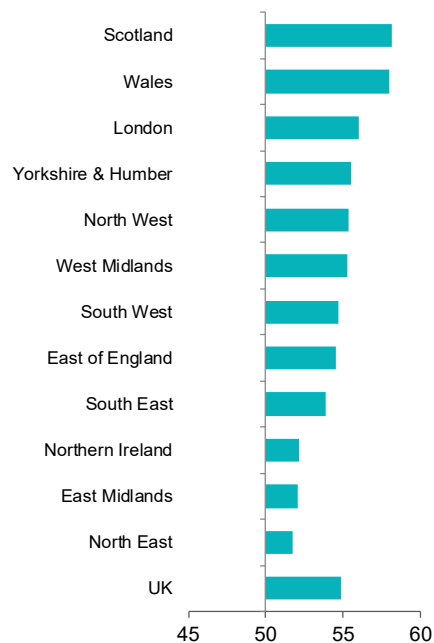 Scotland
Wales
London
Yorkshire & Humber
North West
West Midlands
South West
East of England
South East
Northern Ireland
East Midlands
North East
UK
45 50 55 60